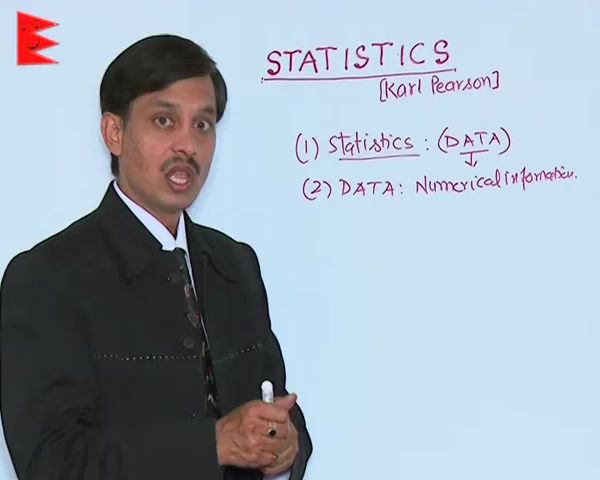 STATISTICS
[Karl Pearson]
(1) Statistics : (DATA)
(2) DATA : Numerical information.